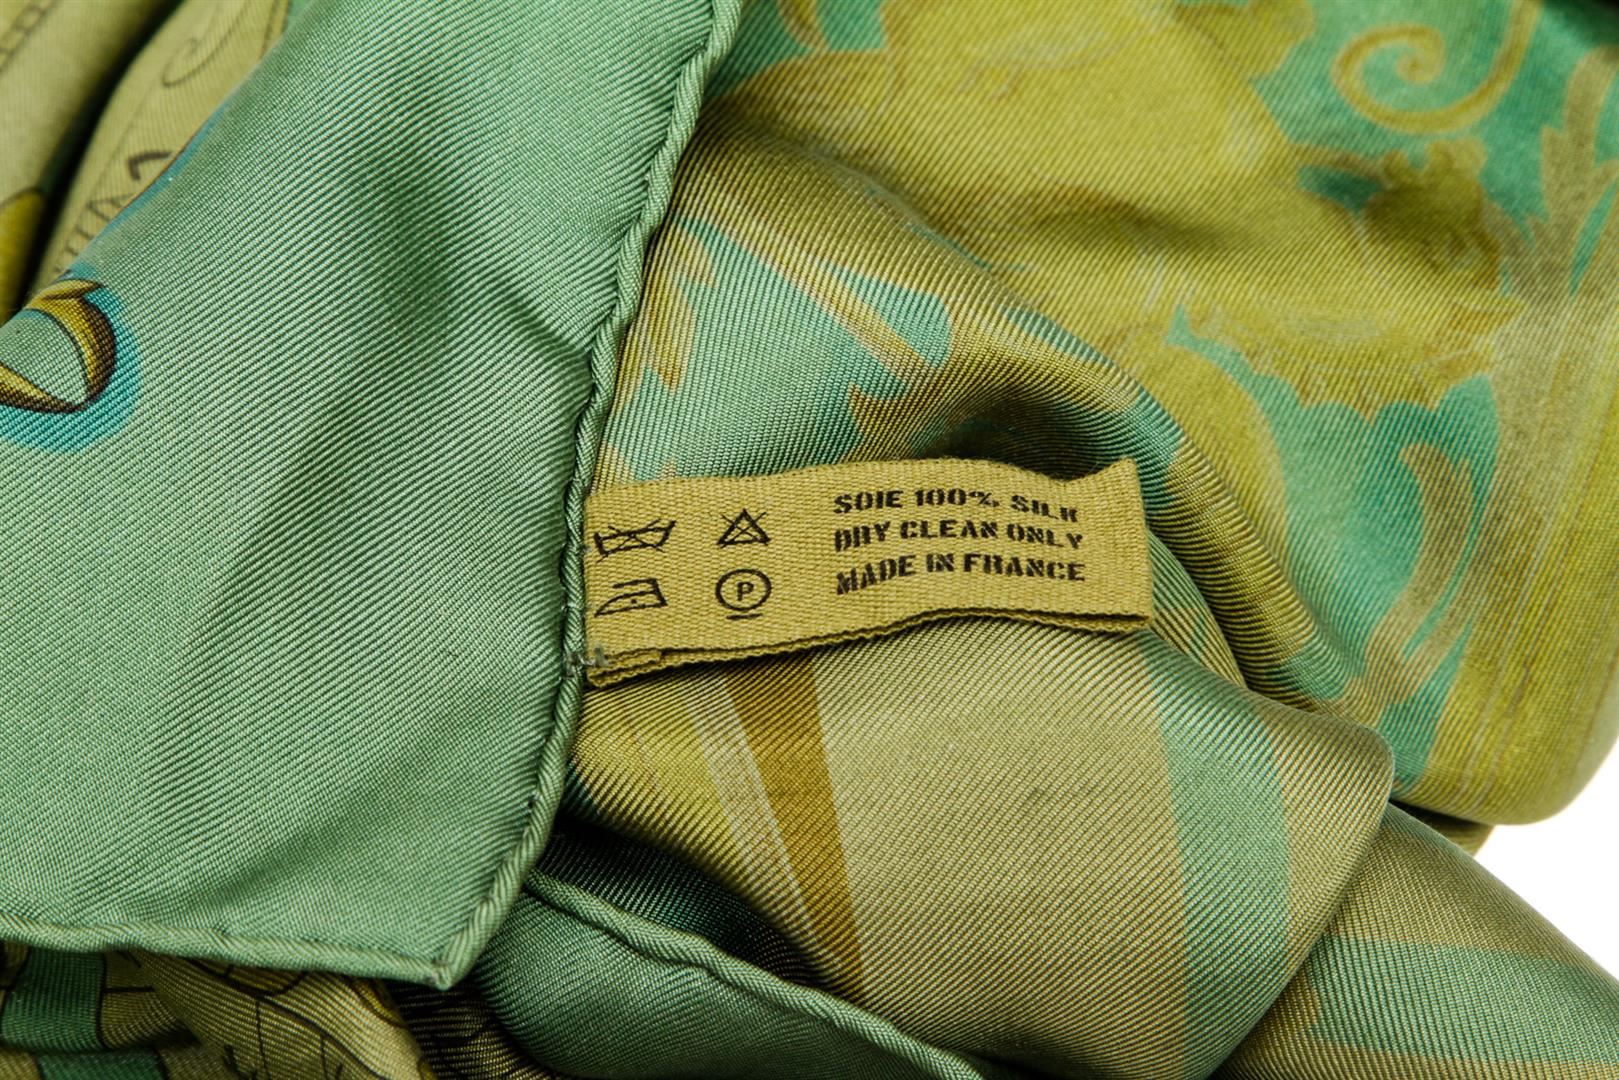 SOIE 100% SILK
DRY CLEAN ONLY
P
MADE IN FRANCE